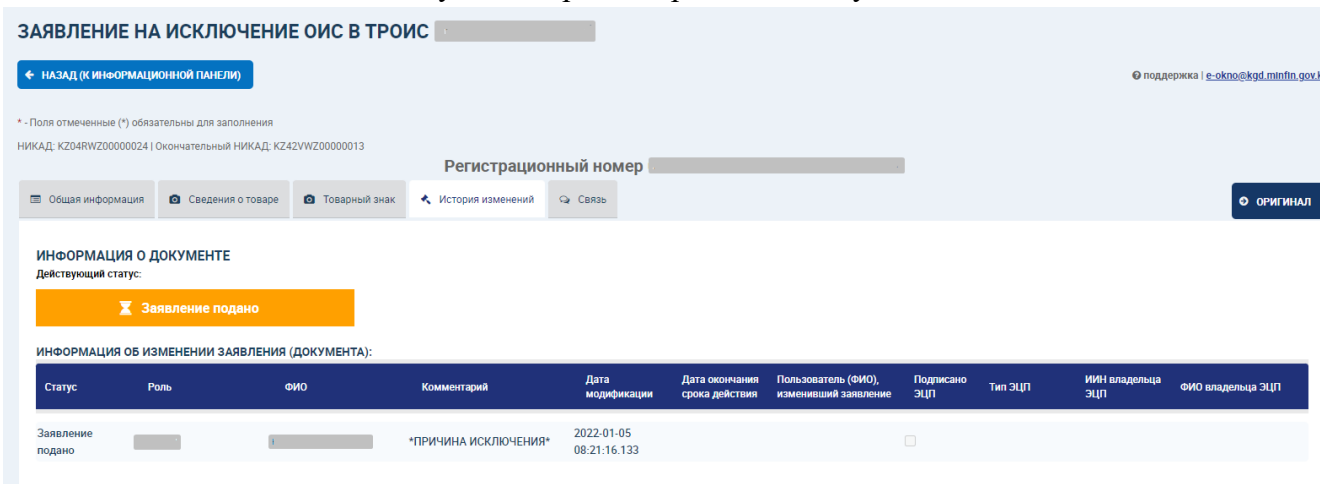 ЗАЯВЛЕНИЕ НА ИСКЛЮЧЕНИЕ ОИС В ТРОИС
НАЗАД (К ИНФОРМАЦИОННОЙ ПАНЕЛИ)
поддержка | e-okno@kgd.minfin.gov.k
* - Поля отмеченные (*) обязательны для заполнения
НИКАД: KZ04RWZ00000024 | Окончательный НИКАД: KZ42VWZ00000013
Регистрационный номер
Общая информация Сведения о товаре Товарный знак История изменений Связь
ОРИГИНАЛ
ИНФОРМАЦИЯ О ДОКУМЕНТЕ
Действующий статус:
Заявление подано
ИНФОРМАЦИЯ ОБ ИЗМЕНЕНИИ ЗАЯВЛЕНИЯ (ДОКУМЕНТА):
Статус Роль ФИО Комментарий Дата модификации Дата окончания срока действия Пользователь (ФИО), изменивший заявление Подписано ЭЦП Тип ЭЦП ИИН владельца ЭЦП ФИО владельца ЭЦП
Заявление подано *ПРИЧИНА ИСКЛЮЧЕНИЯ* 2022-01-05 08:21:16.133